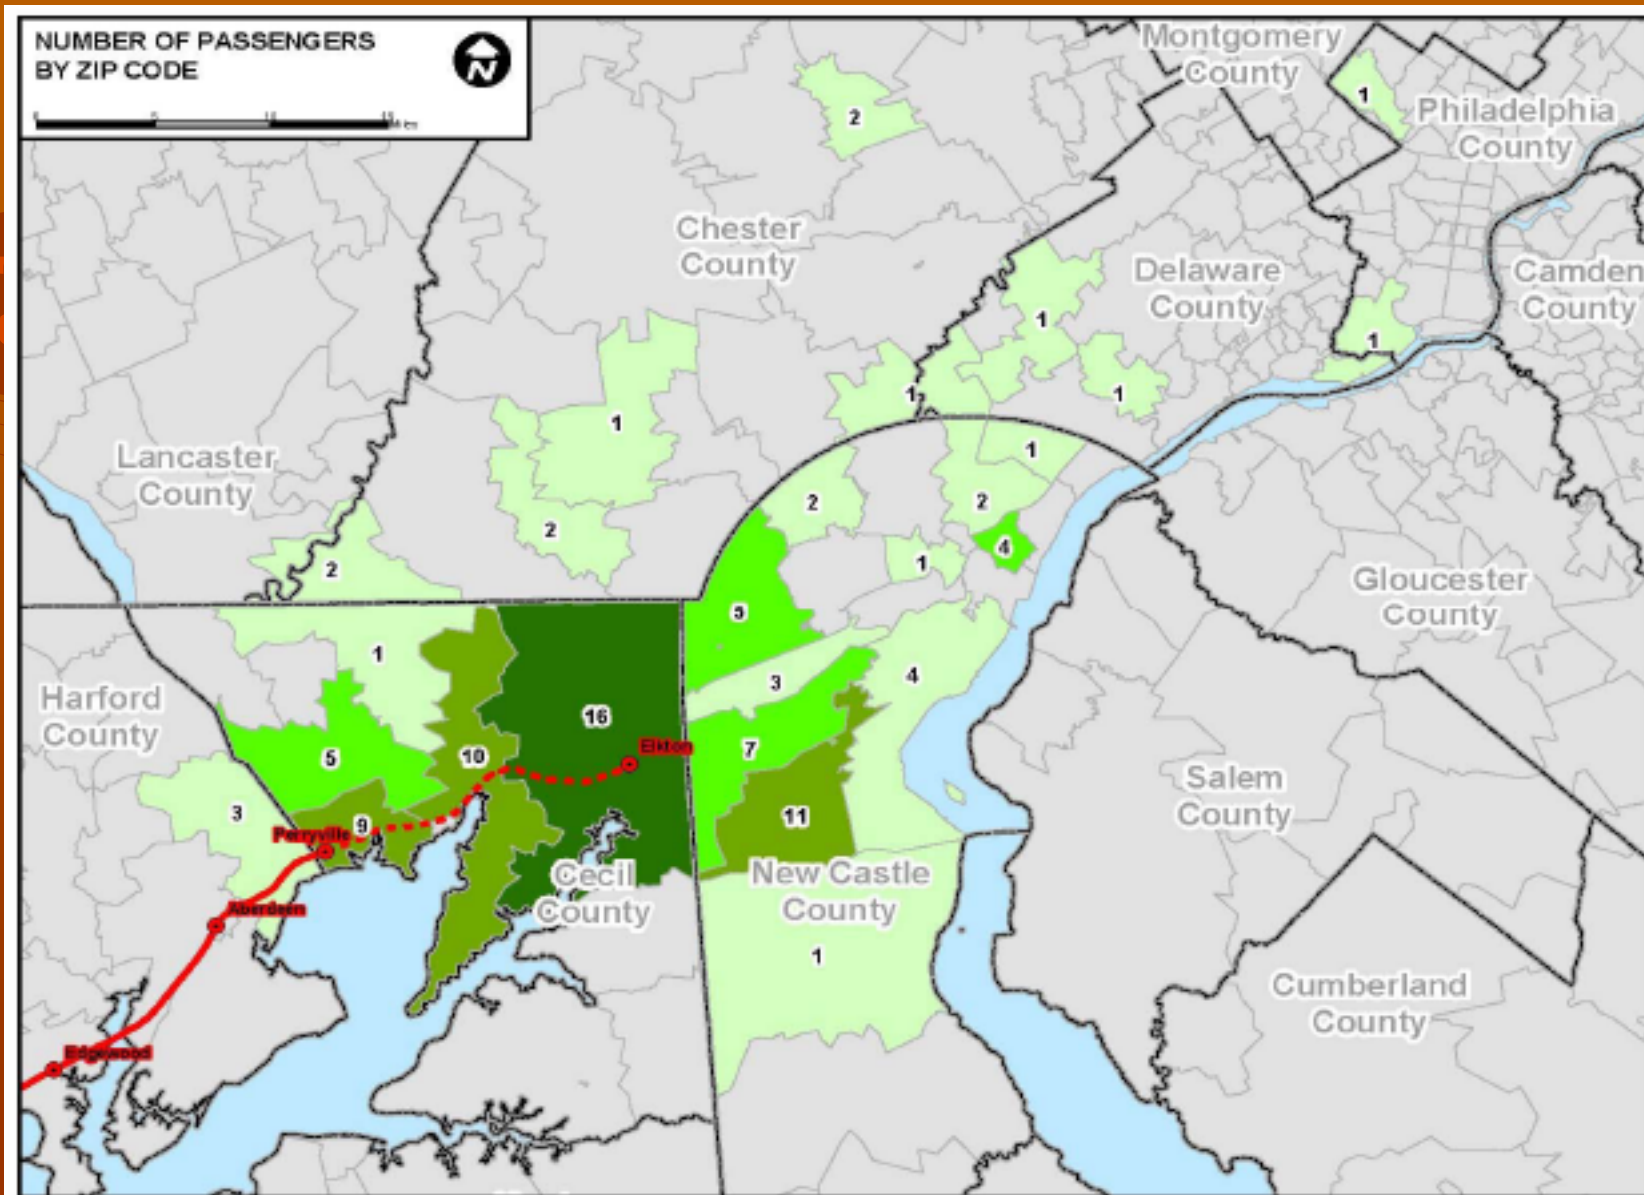 NUMBER OF PASSENGERS
BY ZIP CODE
N
Miles
Montgomery
County
1
Philadelphia
County
2
Chester
County
Delaware
County
Camden
County
1
1
1
1
1
Lancaster
County
1
2
2
2
1
4
2
1
Gloucester
County
5
3
4
1
Harford
County
16
Elkton
5
10
7
Salem
County
3
9
Perryville
11
Cecil
County
New Castle
County
Aberdeen
1
Cumberland
County
Edgewood